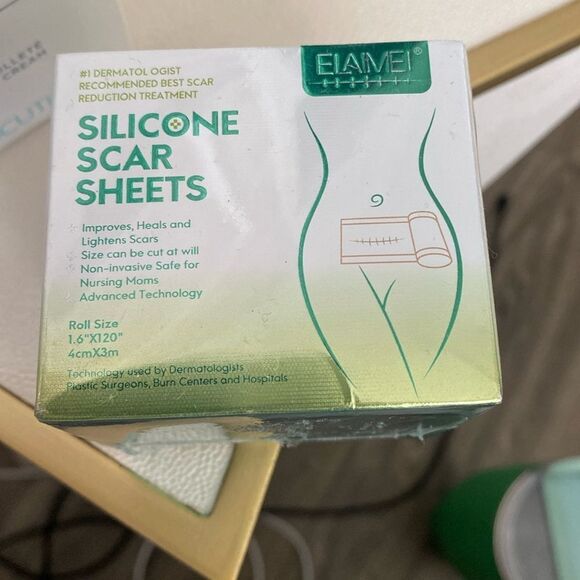 #1 DERMATOL OGIST
RECOMMENDED BEST SCAR
REDUCTION TREATMENT
ELAIMEI®
SILICONE
SCAR
SHEETS
Improves, Heals and
Lightens Scars
Size can be cut at will
Non-invasive Safe for
Nursing Moms
Advanced Technology
Roll Size
1.6"X120"
4cmX3m
Technology used by Dermatologists
Plastic Surgeons, Burn Centers and Hospitals
CREAM